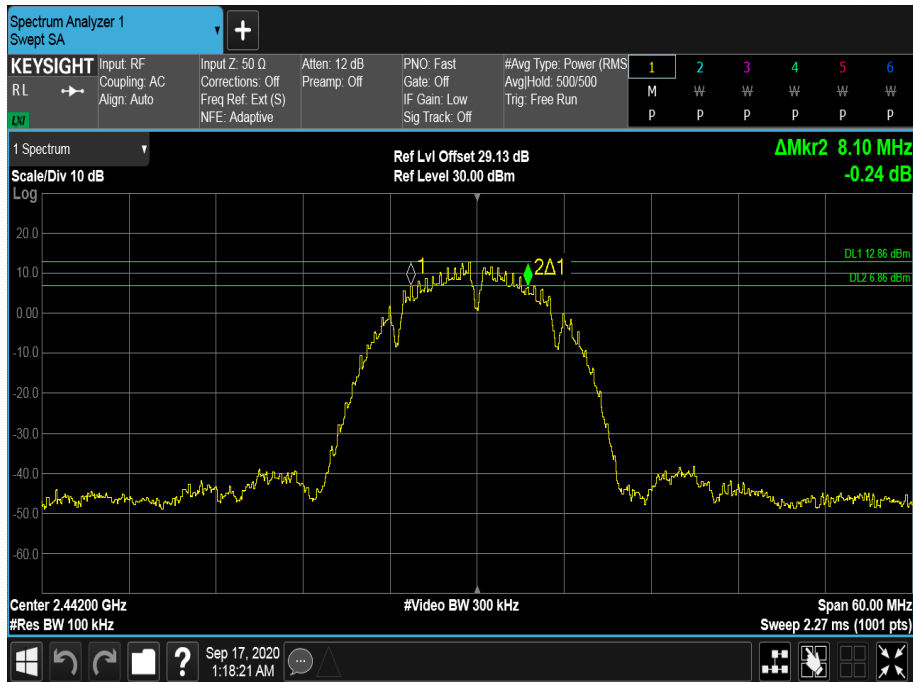 Spectrum Analyzer 1
Swept SA
+
KEYSIGHT
RL
LXI
Input: RF
Coupling: AC
Align: Auto
Input Z: 50 Ω
Corrections: Off
Freq Ref: Ext (S)
NFE: Adaptive
Atten: 12 dB
Preamp: Off
PNO: Fast
Gate: Off
IF Gain: Low
Sig Track: Off
#Avg Type: Power (RMS
Avg|Hold: 500/500
Trig: Free Run
1 2 3 4 5 6
M W W W W W
P P P P P P
1 Spectrum
Scale/Div 10 dB
Log
Ref Lvl Offset 29.13 dB
Ref Level 30.00 dBm
ΔMkr2 8.10 MHz
-0.24 dB
20.0
10.0
0.00
-10.0
-20.0
-30.0
-40.0
-50.0
-60.0
1
2Δ1
DL1 12.86 dBm
DL2 6.86 dBm
Center 2.44200 GHz
#Res BW 100 kHz
#Video BW 300 kHz
Span 60.00 MHz
Sweep 2.27 ms (1001 pts)
?
Sep 17, 2020
1:18:21 AM